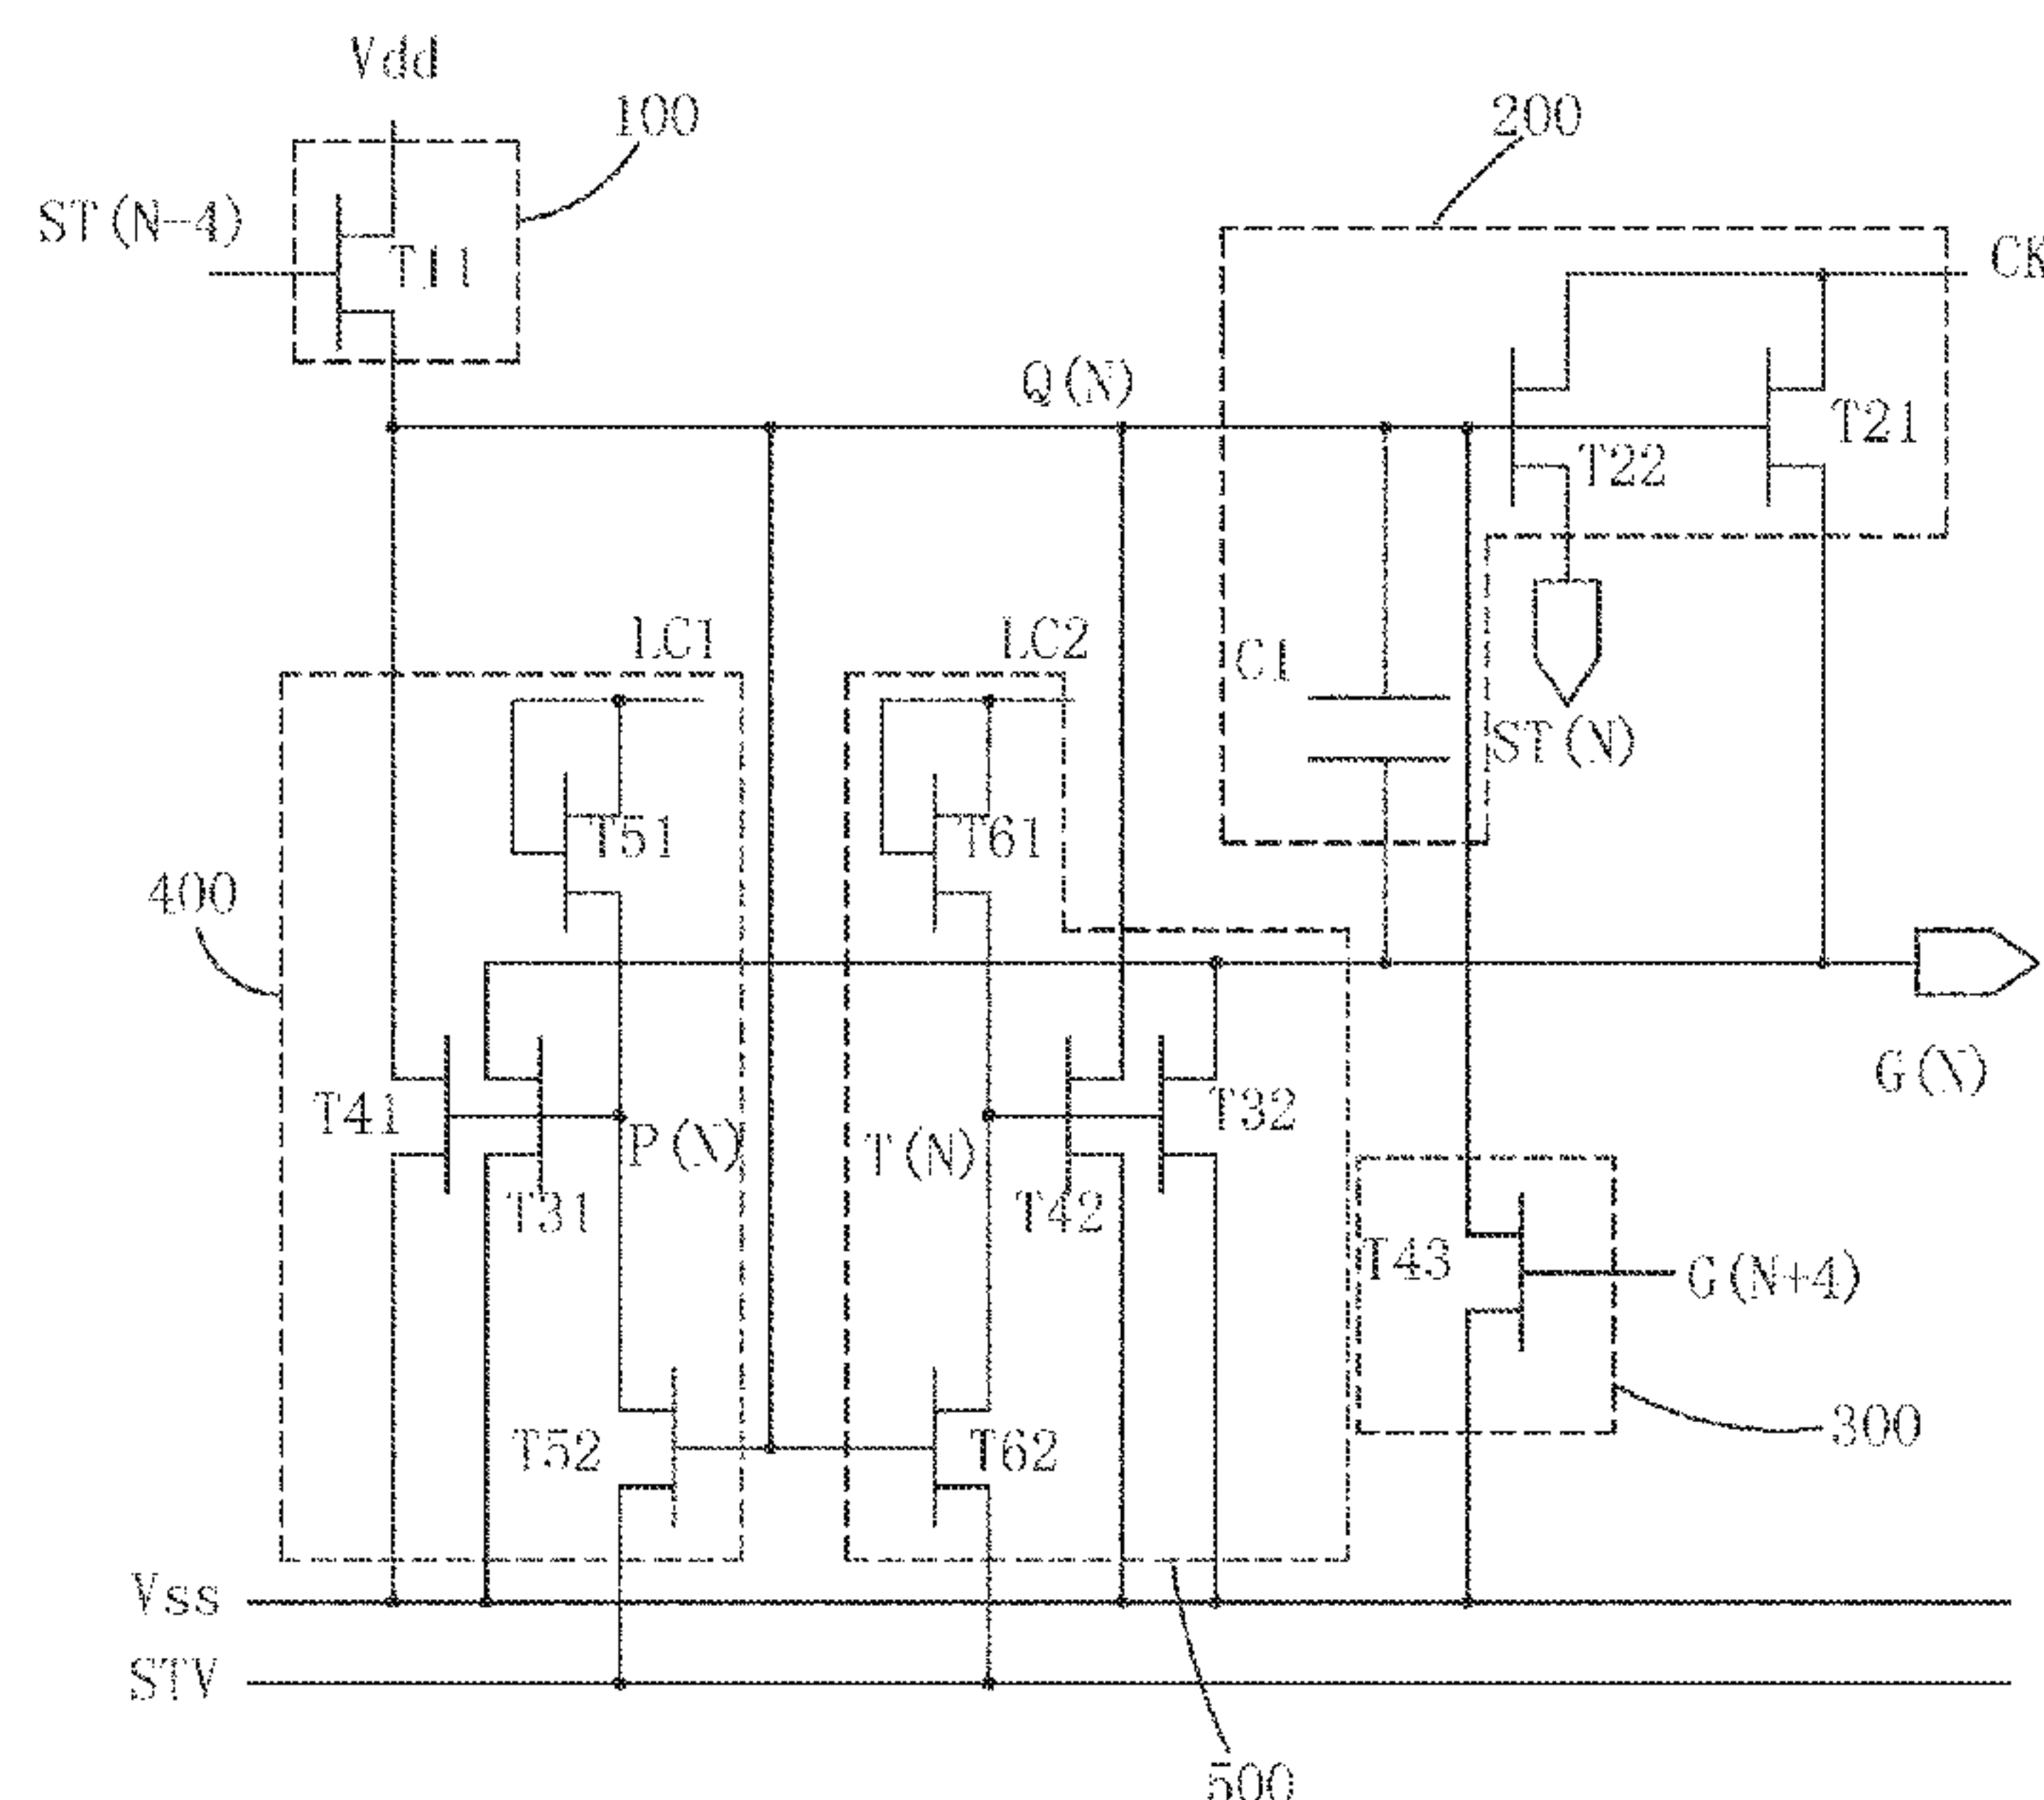 Vdd
100
200
ST(N-4)
T11
CK
Q(N)
T21
T22
LC1
LC2
C1
ST(N)
T51
T61
400
G(N)
T41
P(N)
T(N)
T32
T31
T42
T43
G(N+4)
T52
T62
300
Vss
STV
500